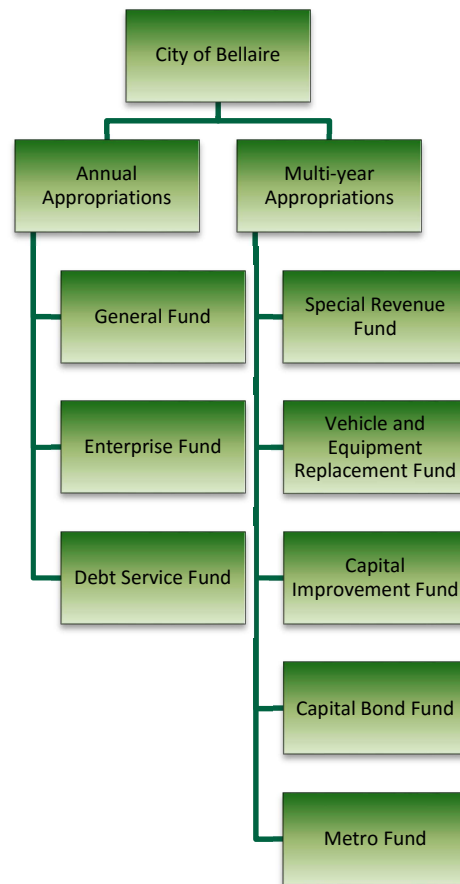 City of Bellaire
Annual
Appropriations
Multi-year
Appropriations
General Fund
Enterprise Fund
Debt Service Fund
Special Revenue
Fund
Vehicle and
Equipment
Replacement Fund
Capital
Improvement Fund
Capital Bond Fund
Metro Fund